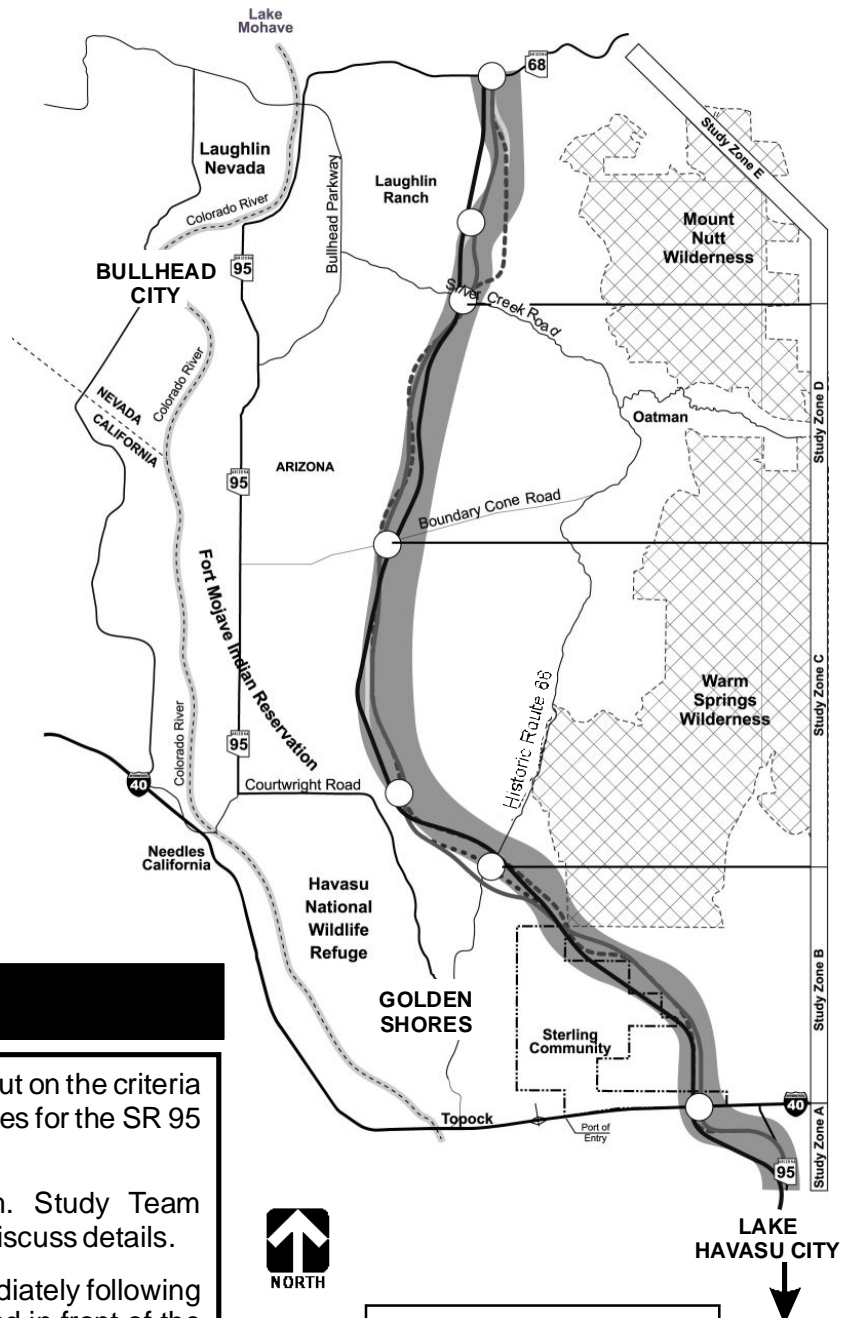 Lake
Mohave
68
Study Zone E
Laughlin
Nevada
Bullhead Parkway
Laughlin
Ranch
Colorado River
Mount
Nutt
Wilderness
BULLHEAD
CITY
95
Silver Creek Road
Colorado River
NEVADA
CALIFORNIA
Study Zone D
Oatman
ARIZONA
95
Boundary Cone Road
Fort Mojave Indian Reservation
Study Zone C
Warm
Springs
Wilderness
Colorado River
95
Historic Route 66
40
Courtwright Road
Needles
California
Havasu
National
Wildlife
Refuge
Study Zone B
GOLDEN
SHORES
Sterling
Community
ut on the criteria
es for the SR 95
Topock
Port of
Entry
40
Study Zone A
95
n. Study Team
iscuss details.
NORTH
LAKE
HAVASU CITY
diately following